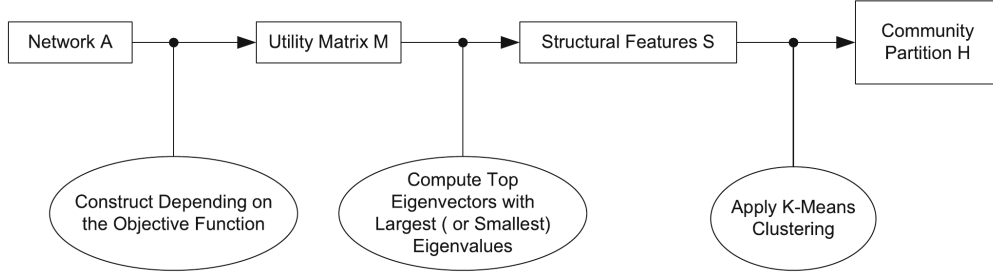 Network A
Utility Matrix M
Structural Features S
Community
Partition H
Construct Depending on
the Objective Function
Compute Top
Eigenvectors with
Largest ( or Smallest)
Eigenvalues
Apply K-Means
Clustering